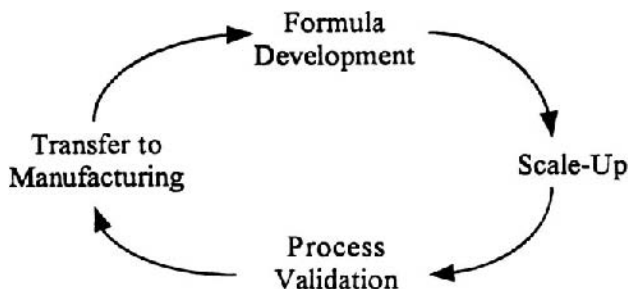 Formula
Development
Scale-Up
Process
Validation
Transfer to
Manufacturing